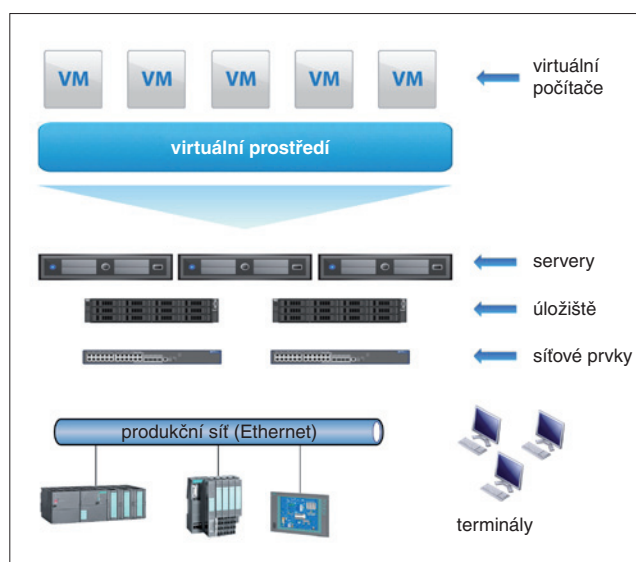 VM VM VM VM VM
virtuální
počítače
virtuální prostředí
servery
úložiště
síťové prvky
produkční síť (Ethernet)
terminály